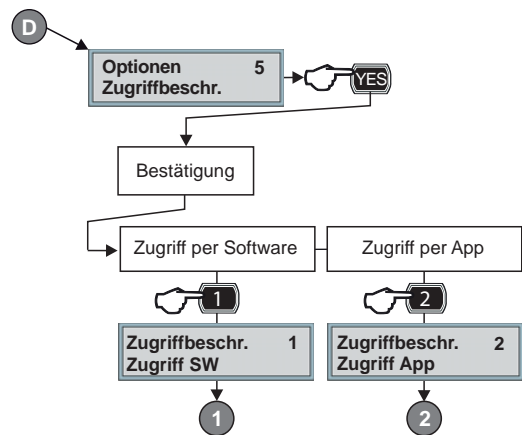 D
Optionen 5
Zugriffbeschr.
YES
Bestätigung
Zugriff per Software
Zugriff per App
1
2
Zugriffbeschr. 1
Zugriff SW
Zugriffbeschr. 2
Zugriff App
1
2